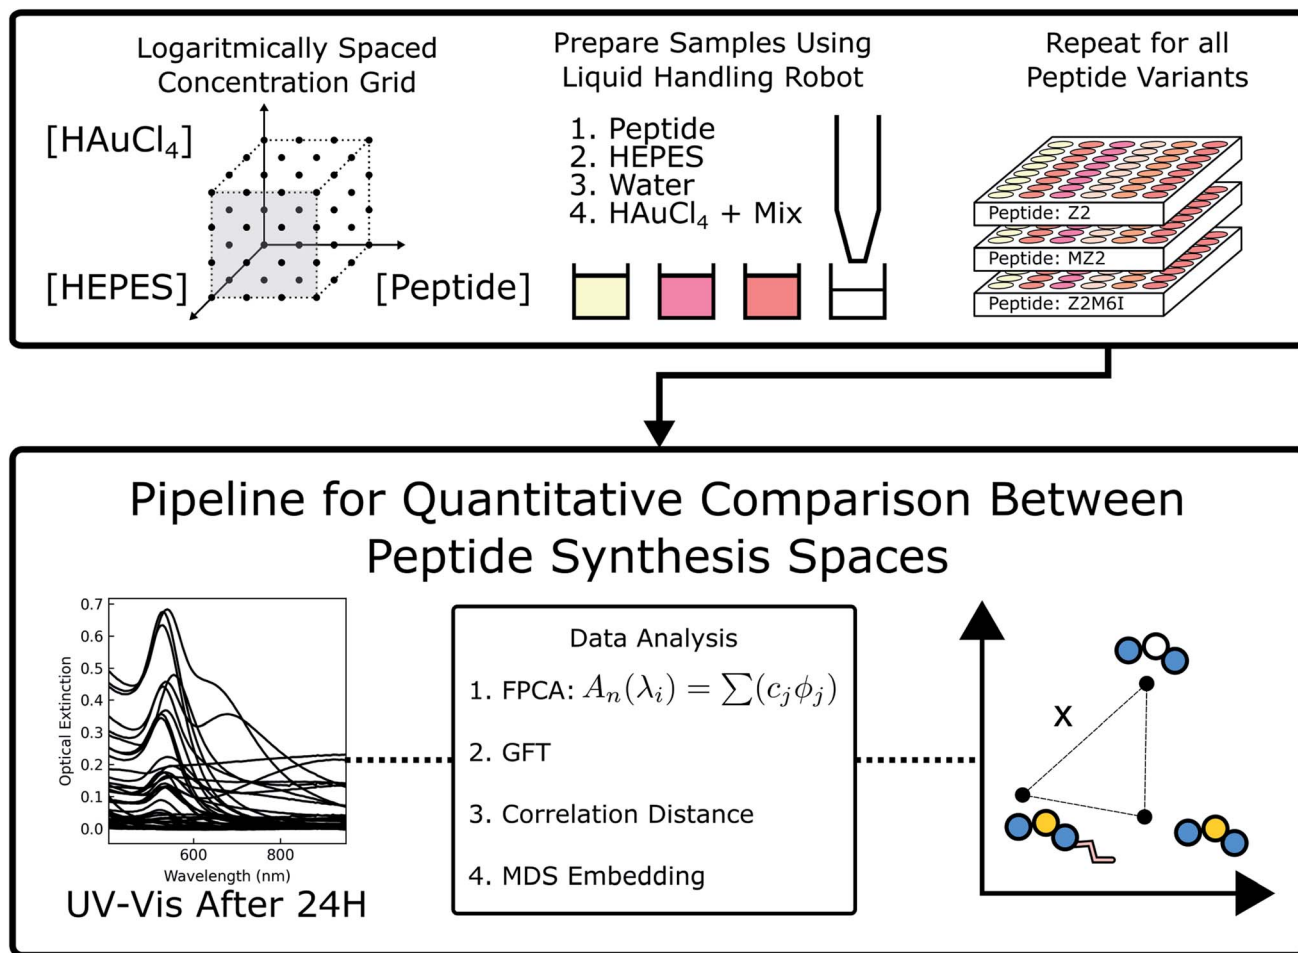 Logaritmically Spaced
Concentration Grid
[HAuCl₄]
[HEPES]
[Peptide]
Prepare Samples Using
Liquid Handling Robot
1. Peptide
2. HEPES
3. Water
4. HAuCl₄ + Mix
Repeat for all
Peptide Variants
Peptide: Z2
Peptide: MZ2
Peptide: Z2M6I
Pipeline for Quantitative Comparison Between
Peptide Synthesis Spaces
0.7
0.6
0.5
0.4
0.3
0.2
0.1
0.0
Optical Extinction
600 800
Wavelength (nm)
UV-Vis After 24H
Data Analysis
1. FPCA: Aₙ(λᵢ) = ∑(cⱼϕⱼ)
2. GFT
3. Correlation Distance
4. MDS Embedding
X